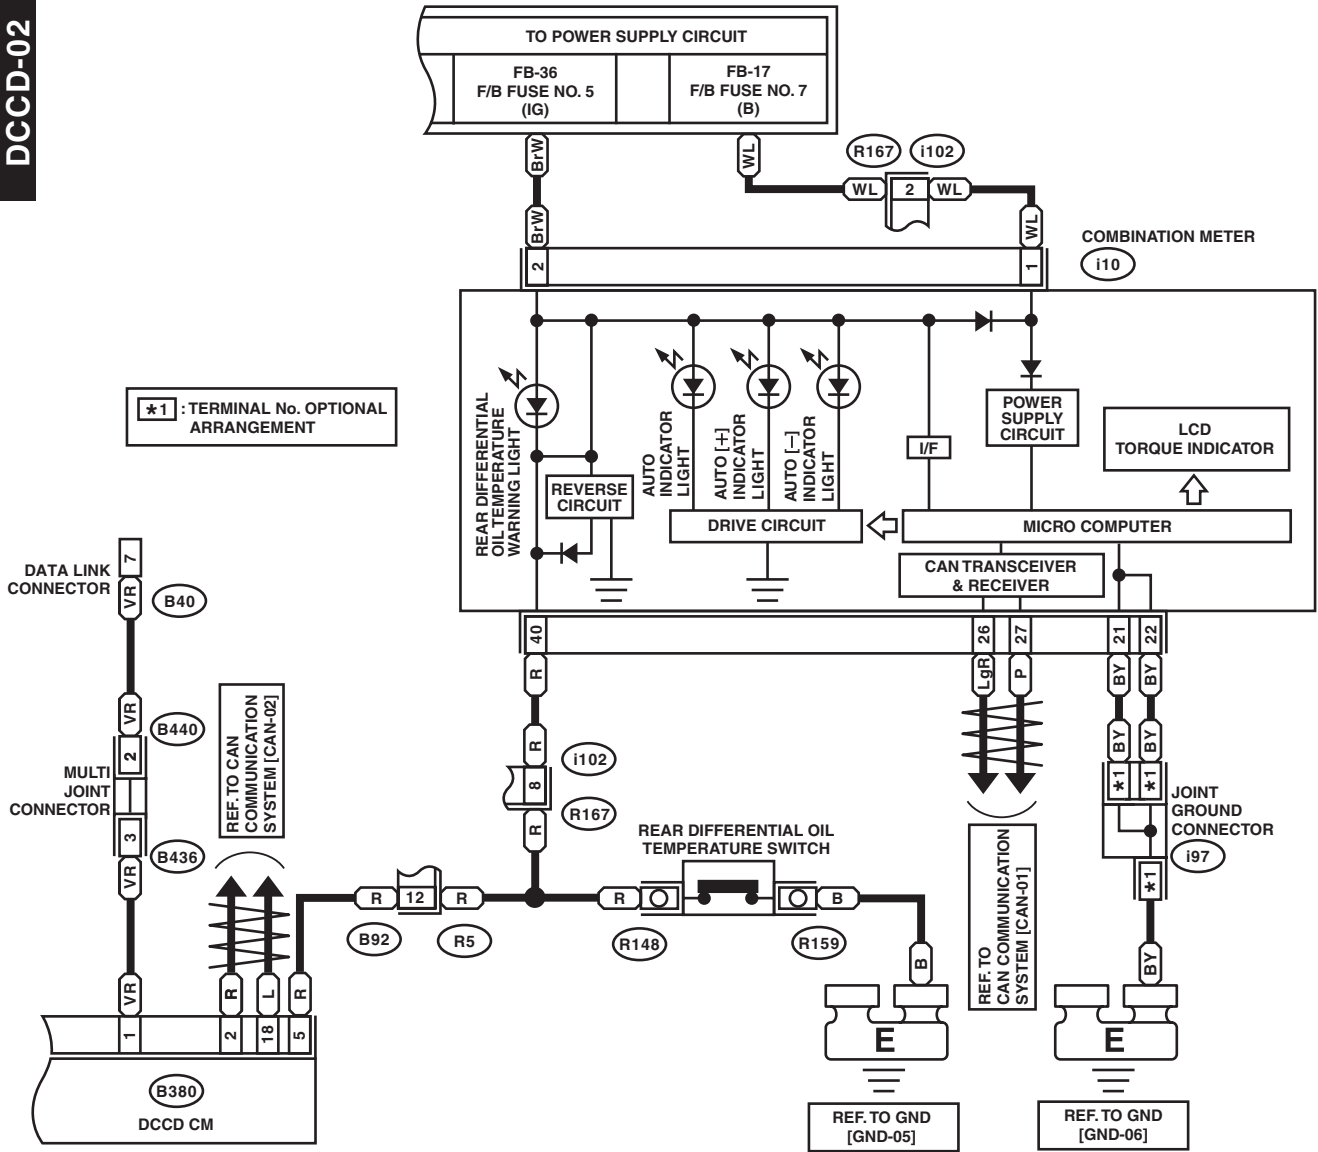 DCCD-02
TO POWER SUPPLY CIRCUIT
FB-36
F/B FUSE NO. 5
(IG)
FB-17
F/B FUSE NO. 7
(B)
BrW
WL
R167
i102
WL
2
WL
BrW
WL
COMBINATION METER
i10
2
1
*1 : TERMINAL No. OPTIONAL
ARRANGEMENT
REAR DIFFERENTIAL
OIL TEMPERATURE
WARNING LIGHT
REVERSE
CIRCUIT
AUTO
INDICATOR
LIGHT
AUTO [+]
INDICATOR
LIGHT
AUTO [−]
INDICATOR
LIGHT
I/F
POWER
SUPPLY
CIRCUIT
LCD
TORQUE INDICATOR
DRIVE CIRCUIT
MICRO COMPUTER
CAN TRANSCEIVER
& RECEIVER
40
26
27
21
22
R
LgR
P
BY
BY
DATA LINK
CONNECTOR
7
VR
B40
VR
B440
2
MULTI
JOINT
CONNECTOR
3
B436
VR
REF. TO CAN
COMMUNICATION
SYSTEM [CAN-02]
R
i102
8
R167
R
BY
BY
*1
*1
JOINT
GROUND
CONNECTOR
i97
*1
BY
REAR DIFFERENTIAL OIL
TEMPERATURE SWITCH
R
12
R
R
B
B92
R5
R148
R159
B
REF. TO
CAN COMMUNICATION
SYSTEM [CAN-01]
VR
R
L
R
1
2
18
5
B380
DCCD CM
E
E
REF. TO GND
[GND-05]
REF. TO GND
[GND-06]